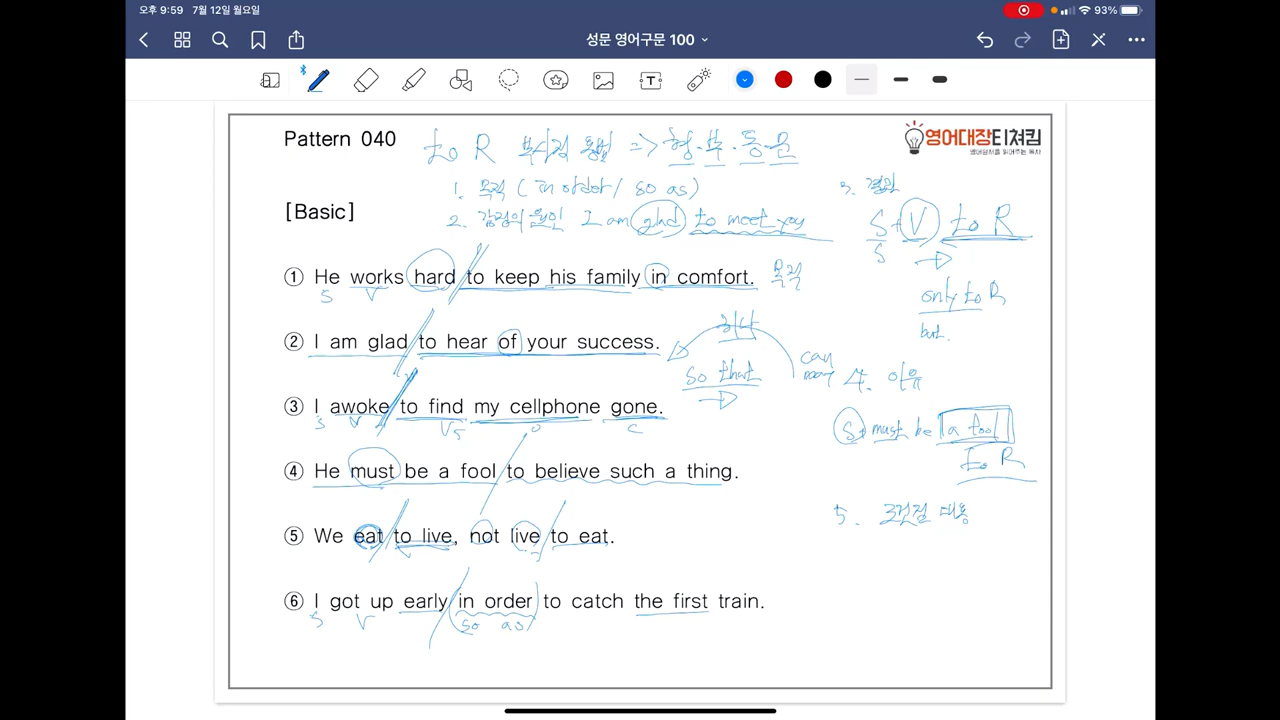 오후 9:59 7월 12일 월요일
93%
성문 영어구문 100
Pattern 040
to R 부사적 용법 => 형·부·동·문
영어대장티쳐킴
1. 목적 (in order / so as)
3. 결과
[Basic]
2. 감정의 원인 I am glad to meet you
S + V to R
S
① He works hard to keep his family in comfort. 목적
S V
only to R
but
② I am glad to hear of your success.
so that
can
may
4. 이유
③ I awoke to find my cellphone gone.
S V O C
S + must be a fool
to R
④ He must be a fool to believe such a thing.
5. 조건절 대용
⑤ We eat to live, not live to eat.
⑥ I got up early in order to catch the first train.
S V so as